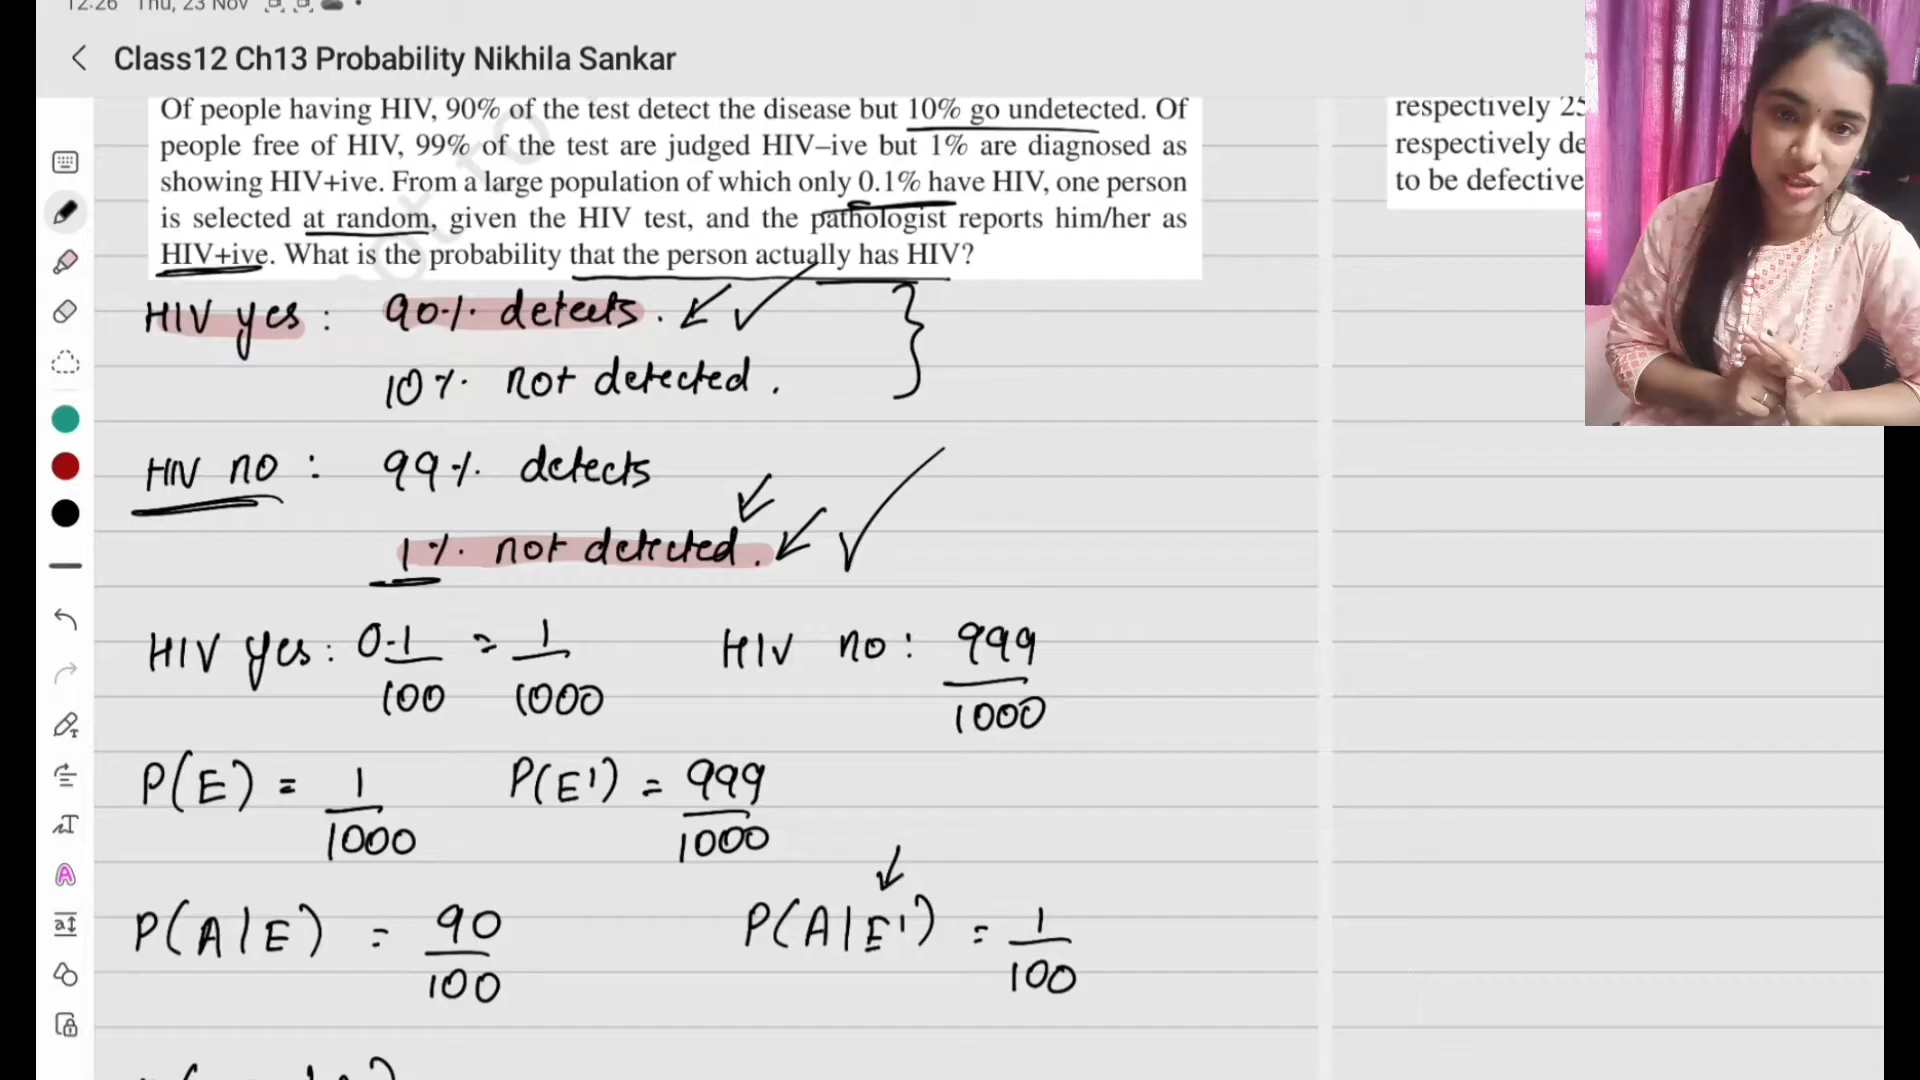 12:26 Thu, 23 Nov
Class12 Ch13 Probability Nikhila Sankar
Of people having HIV, 90% of the test detect the disease but 10% go undetected. Of
people free of HIV, 99% of the test are judged HIV–ive but 1% are diagnosed as
showing HIV+ive. From a large population of which only 0.1% have HIV, one person
is selected at random, given the HIV test, and the pathologist reports him/her as
HIV+ive. What is the probability that the person actually has HIV?
respectively 25
respectively de
to be defective
HIV yes : 90%. detects.
10%. not detected.
HIV no : 99%. detects
1%. not detected.
HIV yes : 0.1/100 = 1/1000 HIV no : 999/1000
P(E) = 1/1000 P(E') = 999/1000
P(A|E) = 90/100 P(A|E') = 1/100